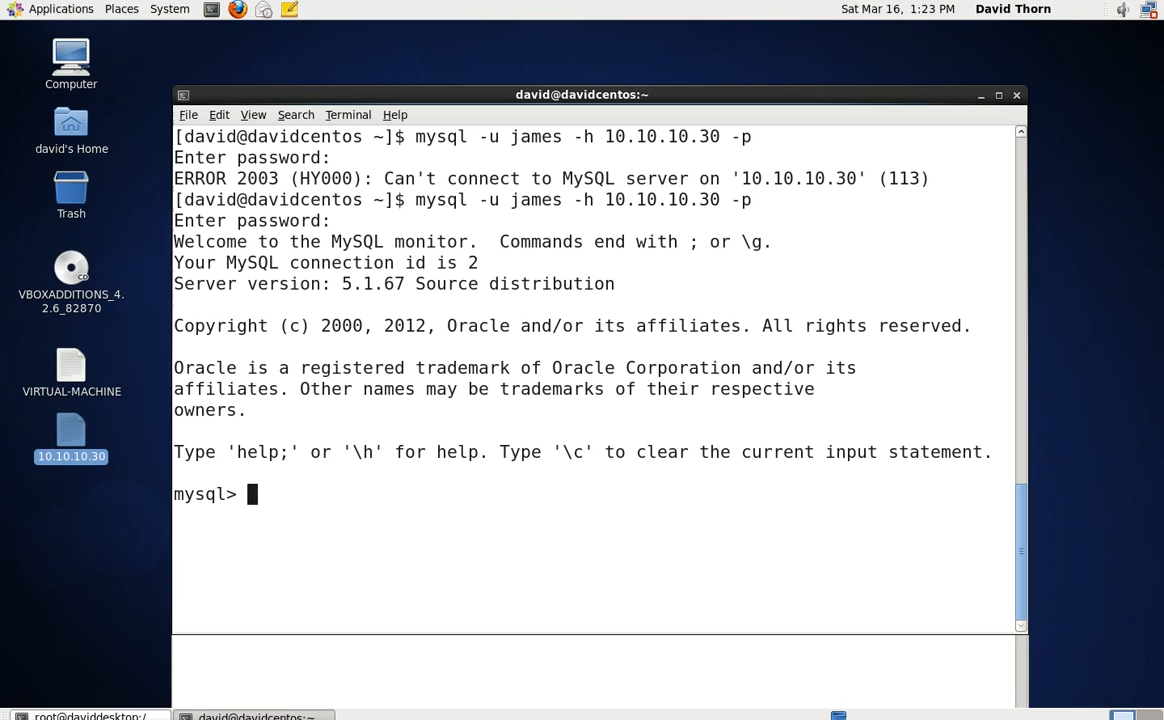 Applications Places System Sat Mar 16, 1:23 PM David Thorn
Computer
david's Home
Trash
CD
VBOXADDITIONS_4.
2.6_82870
VIRTUAL-MACHINE
10.10.10.30
david@davidcentos:~
File Edit View Search Terminal Help
[david@davidcentos ~]$ mysql -u james -h 10.10.10.30 -p
Enter password:
ERROR 2003 (HY000): Can't connect to MySQL server on '10.10.10.30' (113)
[david@davidcentos ~]$ mysql -u james -h 10.10.10.30 -p
Enter password:
Welcome to the MySQL monitor.  Commands end with ; or \g.
Your MySQL connection id is 2
Server version: 5.1.67 Source distribution
Copyright (c) 2000, 2012, Oracle and/or its affiliates. All rights reserved.
Oracle is a registered trademark of Oracle Corporation and/or its
affiliates. Other names may be trademarks of their respective
owners.
Type 'help;' or '\h' for help. Type '\c' to clear the current input statement.
mysql>
root@daviddesktop:/ david@davidcentos:~